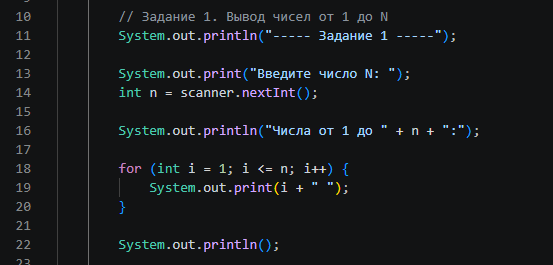 10 // Задание 1. Вывод чисел от 1 до N
11 System.out.println("----- Задание 1 -----");
12
13 System.out.print("Введите число N: ");
14 int n = scanner.nextInt();
15
16 System.out.println("Числа от 1 до " + n + ":");
17
18 for (int i = 1; i <= n; i++) {
19     System.out.print(i + " ");
20 }
21
22 System.out.println();
23